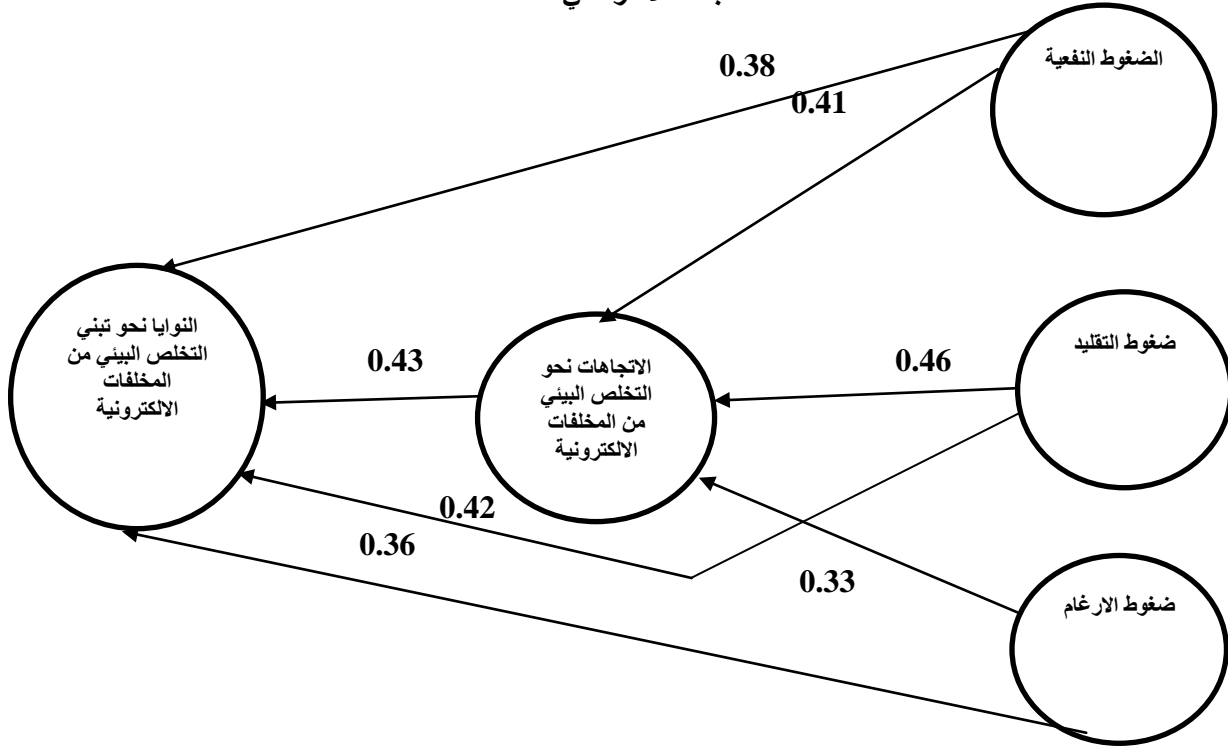 0.38
الضغوط النفعية
0.41
النوايا نحو تبني
التخلص البيئي من
المخلفات
الالكترونية
0.43
الاتجاهات نحو
التخلص البيئي
من المخلفات
الالكترونية
0.46
ضغوط التقليد
0.42
0.36
0.33
ضغوط الارغام